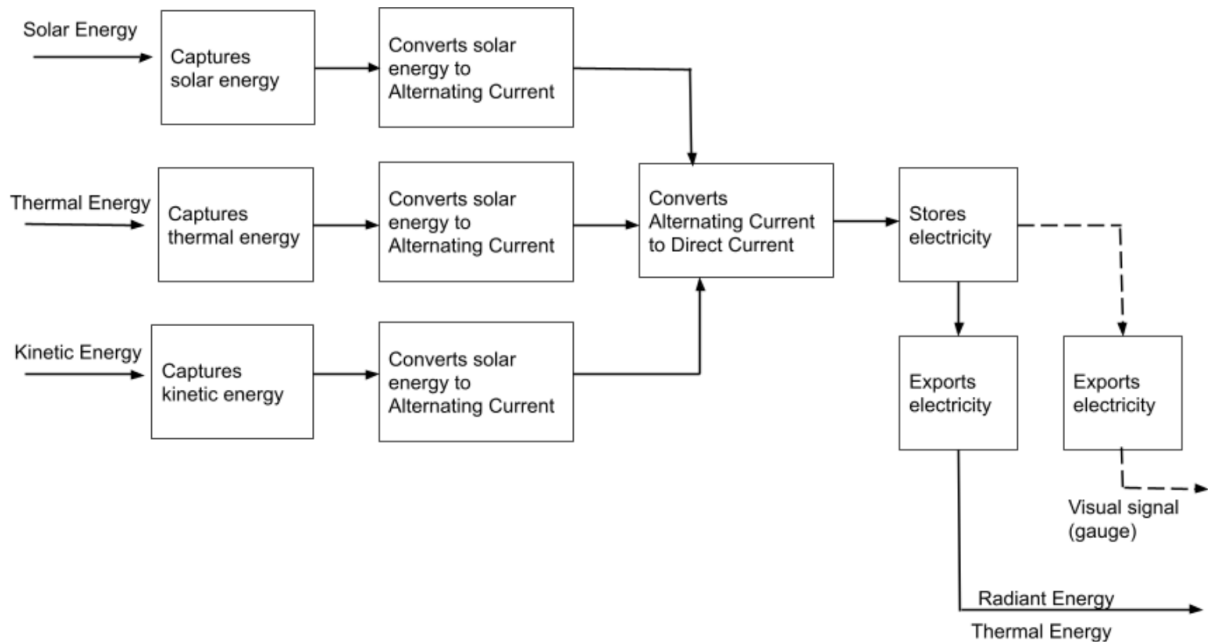 Solar Energy
Captures
solar energy
Converts solar
energy to
Alternating Current
Thermal Energy
Captures
thermal energy
Converts solar
energy to
Alternating Current
Converts
Alternating Current
to Direct Current
Stores
electricity
Kinetic Energy
Captures
kinetic energy
Converts solar
energy to
Alternating Current
Exports
electricity
Exports
electricity
Visual signal
(gauge)
Radiant Energy
Thermal Energy